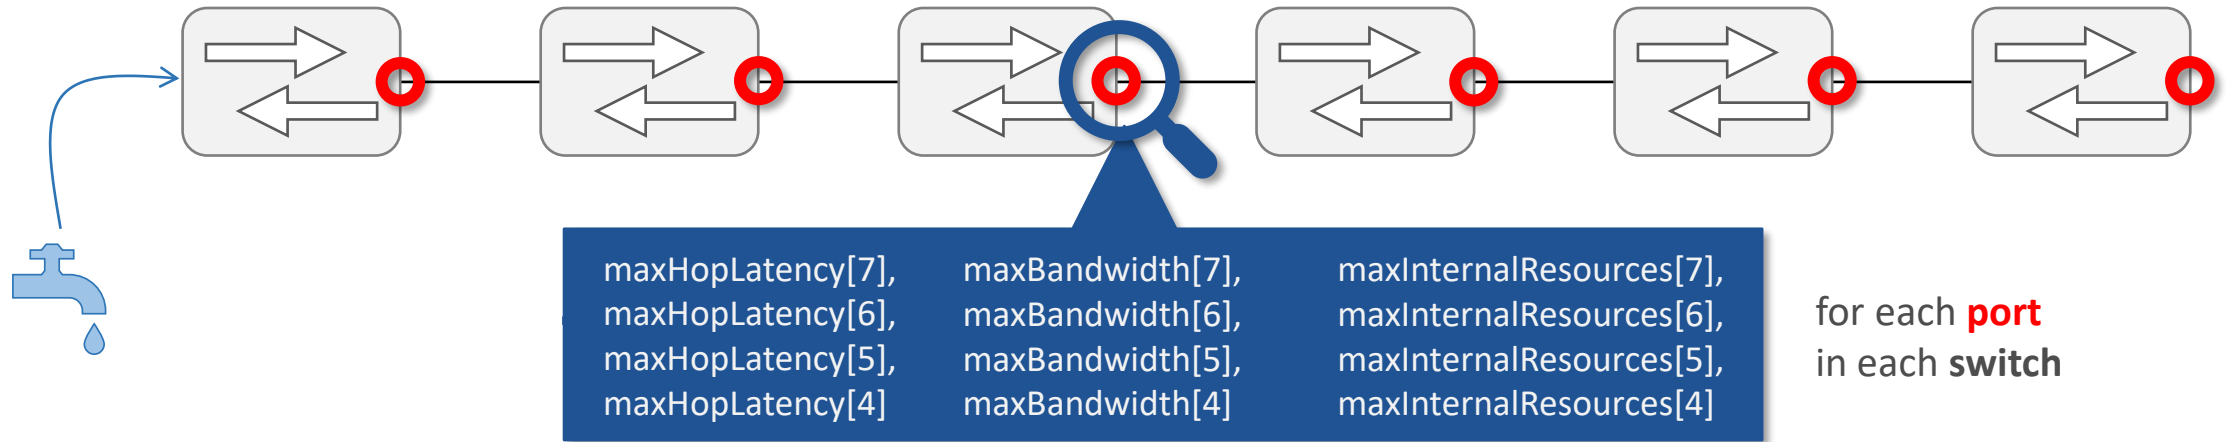 maxHopLatency[7], maxBandwidth[7], maxInternalResources[7],
maxHopLatency[6], maxBandwidth[6], maxInternalResources[6],
maxHopLatency[5], maxBandwidth[5], maxInternalResources[5],
maxHopLatency[4] maxBandwidth[4] maxInternalResources[4]
for each port
in each switch